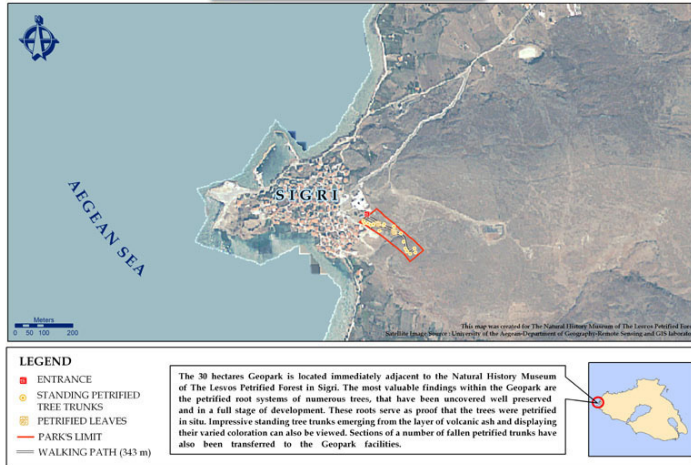 SIGRI
AEGEAN SEA
Meters
0 50 100 200
This map was created for The Natural History Museum of The Lesvos Petrified
Satellite Image Source : University of the Aegean-Department of Geography-Remote Sensing and GIS
LEGEND
ENTRANCE
STANDING PETRIFIED
TREE TRUNKS
PETRIFIED LEAVES
PARK'S LIMIT
WALKING PATH (343 m)
The 30 hectares Geopark is located immediately adjacent to the Natural History Museum
of The Lesvos Petrified Forest in Sigri. The most valuable findings within the Geopark are
the petrified root systems of numerous trees, that have been uncovered well preserved
and in a full stage of development. These roots serve as proof that the trees were petrified
in situ. Impressive standing tree trunks emerging from the layer of volcanic ash and displaying
their varied coloration can also be viewed. Sections of a number of fallen petrified trunks have
also been transferred to the Geopark facilities.